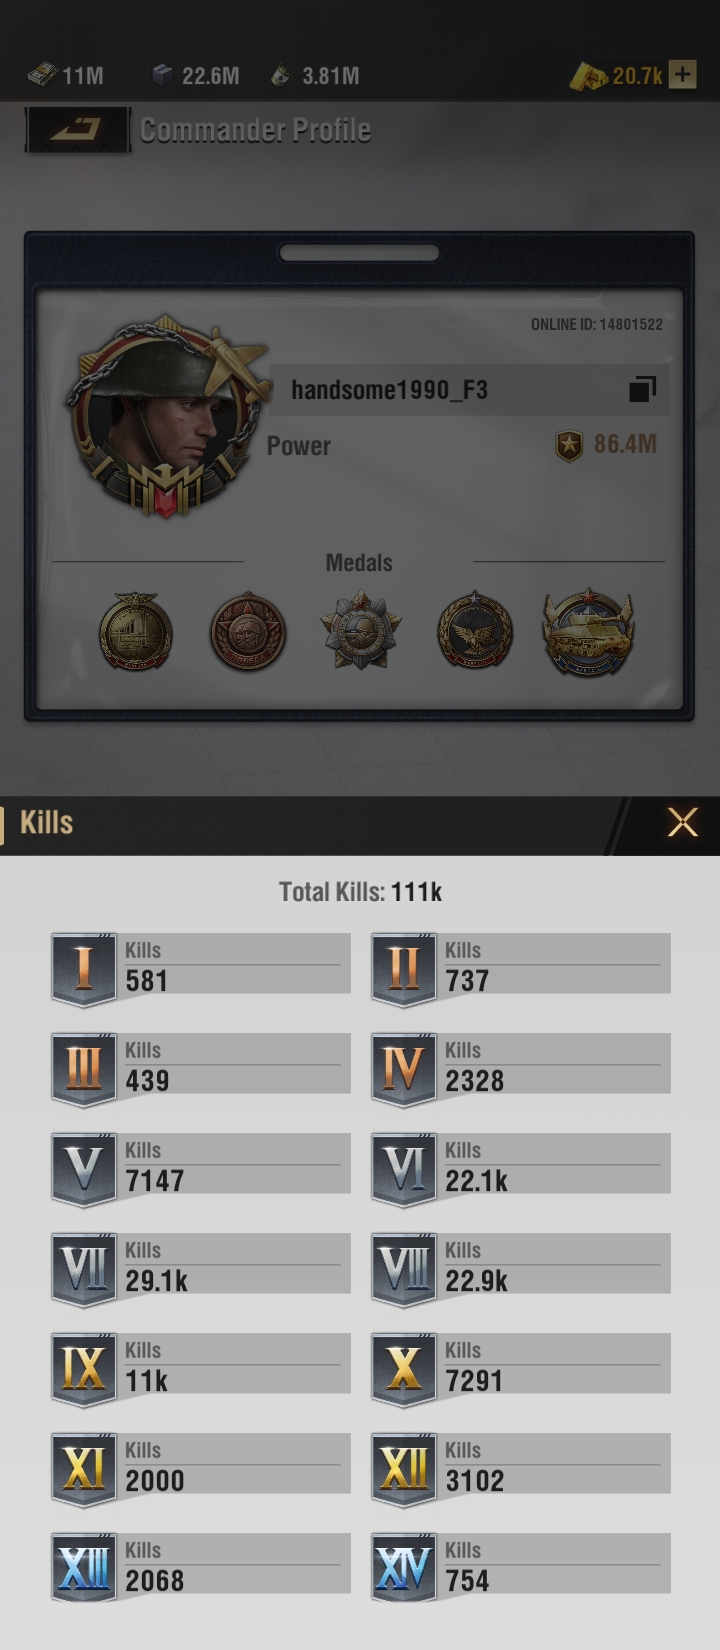 11M 22.6M 3.81M 20.7k
Commander Profile
ONLINE ID: 14801522
handsome1990_F3
Power 86.4M
Medals
Kills
Total Kills: 111k
I Kills 581
II Kills 737
III Kills 439
IV Kills 2328
V Kills 7147
VI Kills 22.1k
VII Kills 29.1k
VIII Kills 22.9k
IX Kills 11k
X Kills 7291
XI Kills 2000
XII Kills 3102
XIII Kills 2068
XIV Kills 754